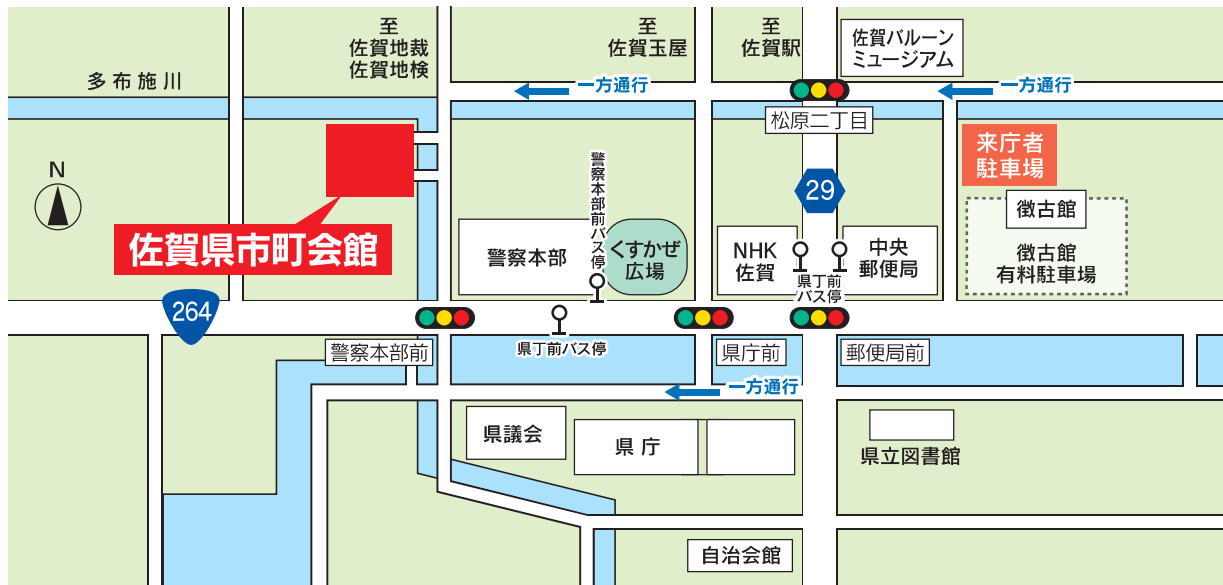 至
佐賀地裁
佐賀地検
至
佐賀玉屋
至
佐賀駅
佐賀バルーン
ミュージアム
多布施川
一方通行
一方通行
松原二丁目
来庁者
駐車場
N
29
徴古館
徴古館
有料駐車場
警察本部前バス停
佐賀県市町会館
警察本部
くすかぜ
広場
NHK
佐賀
中央
郵便局
県丁前
バス停
264
県丁前バス停
警察本部前
県庁前
郵便局前
一方通行
県議会
県庁
県立図書館
自治会館